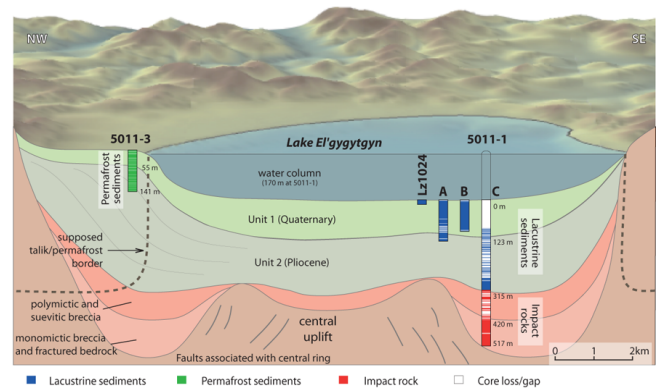 NW
SE
5011-3
Lake El'gygytgyn
5011-1
Permafrost
sediments
55 m
141 m
water column
(170 m at 5011-1)
Lz1024
A
B
C
0 m
Unit 1 (Quaternary)
123 m
Lacustrine
sediments
supposed
talik/permafrost
border
Unit 2 (Pliocene)
315 m
polymictic and
suevitic breccia
central
uplift
420 m
Impact
rocks
monomictic breccia
and fractured bedrock
517 m
Faults associated with central ring
0 1 2km
Lacustrine sediments
Permafrost sediments
Impact rock
Core loss/gap